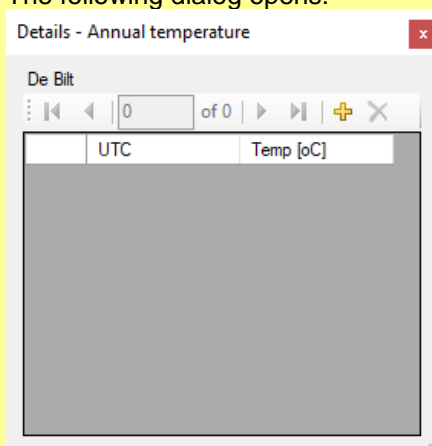 The following dialog opens:
Details - Annual temperature
x
De Bilt
0 of 0
UTC Temp [oC]